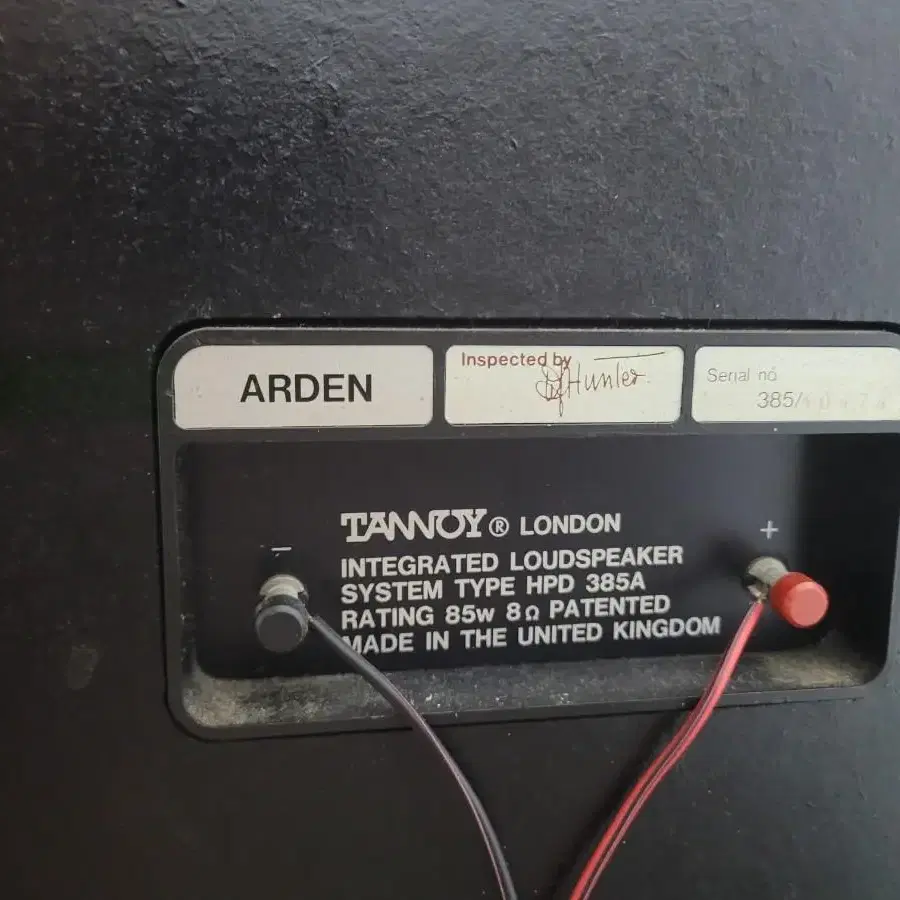 ARDEN
Inspected by
Hunter
Serial no
385/
TANNOY® LONDON
INTEGRATED LOUDSPEAKER
SYSTEM TYPE HPD 385A
RATING 85w 8Ω PATENTED
MADE IN THE UNITED KINGDOM
− +